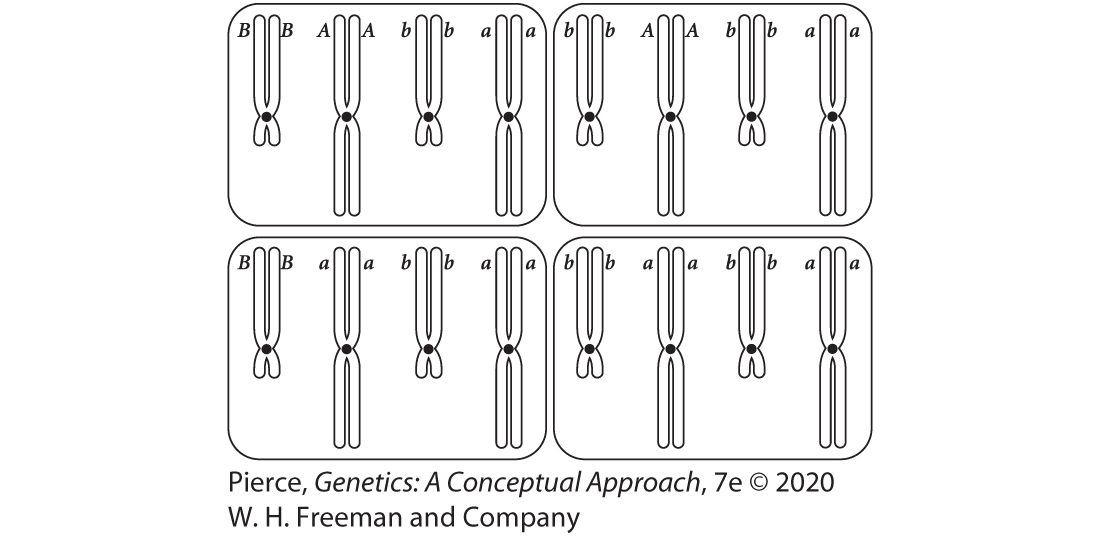 B B A A b b a a
b b A A b b a a
B B a a b b a a
b b a a b b a a
Pierce, Genetics: A Conceptual Approach, 7e © 2020
W. H. Freeman and Company